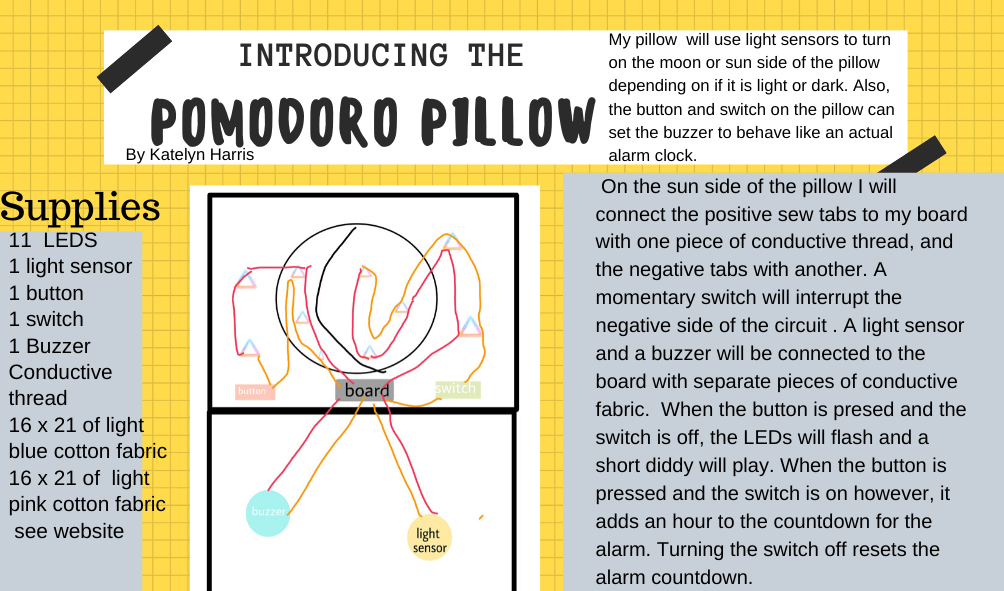 INTRODUCING THE
POMODORO PILLOW
By Katelyn Harris
My pillow will use light sensors to turn
on the moon or sun side of the pillow
depending on if it is light or dark. Also,
the button and switch on the pillow can
set the buzzer to behave like an actual
alarm clock.
Supplies
11 LEDS
1 light sensor
1 button
1 switch
1 Buzzer
Conductive
thread
16 x 21 of light
blue cotton fabric
16 x 21 of light
pink cotton fabric
see website
button
board
switch
buzzer
light
sensor
On the sun side of the pillow I will
connect the positive sew tabs to my board
with one piece of conductive thread, and
the negative tabs with another. A
momentary switch will interrupt the
negative side of the circuit . A light sensor
and a buzzer will be connected to the
board with separate pieces of conductive
fabric. When the button is presed and the
switch is off, the LEDs will flash and a
short diddy will play. When the button is
pressed and the switch is on however, it
adds an hour to the countdown for the
alarm. Turning the switch off resets the
alarm countdown.